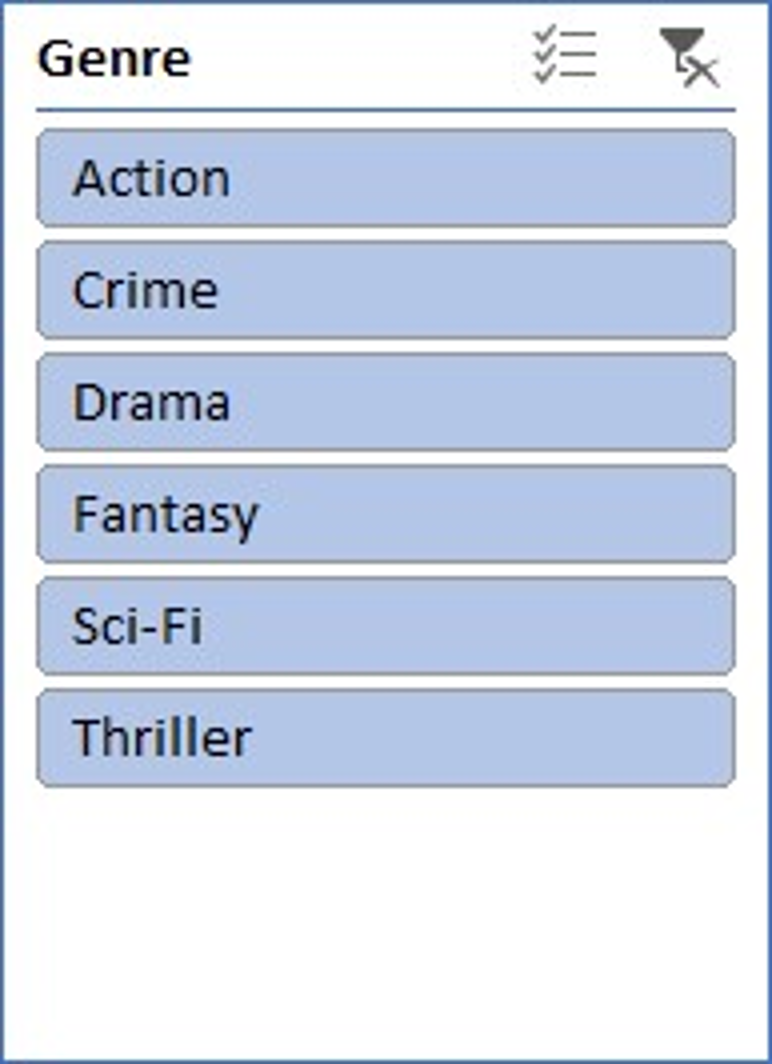 Genre
Action
Crime
Drama
Fantasy
Sci-Fi
Thriller